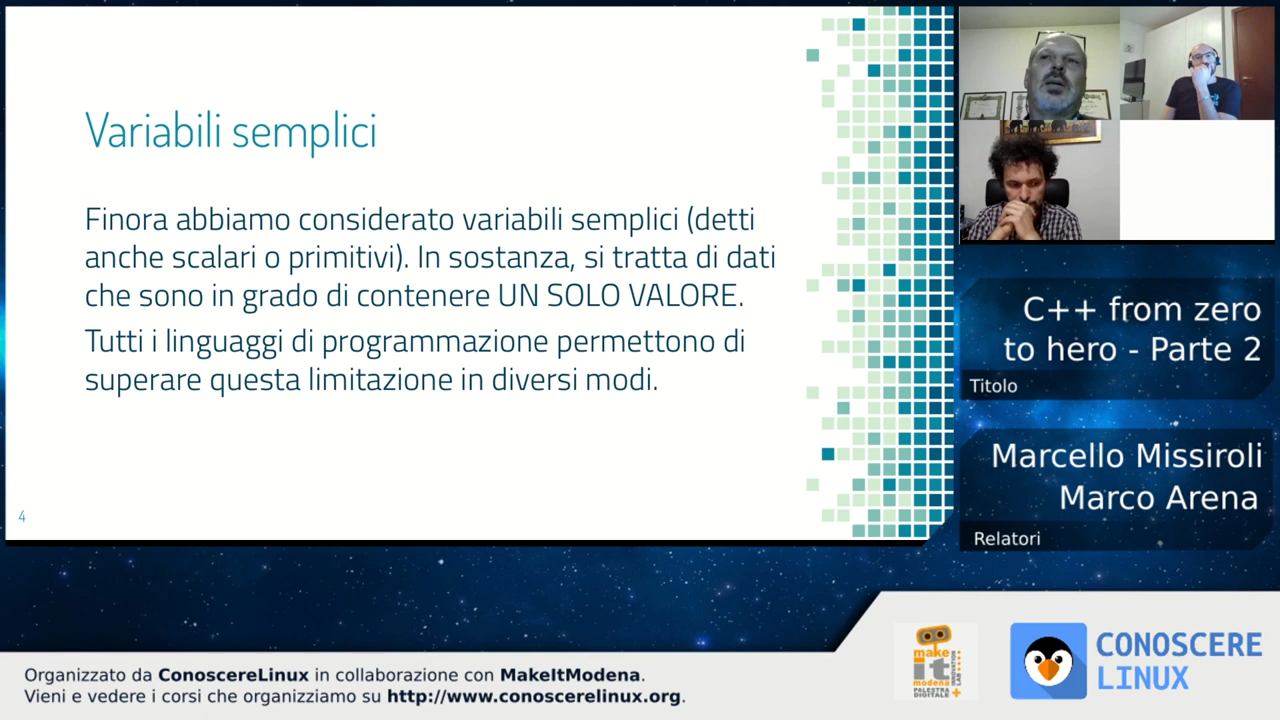 Variabili semplici
Finora abbiamo considerato variabili semplici (detti
anche scalari o primitivi). In sostanza, si tratta di dati
che sono in grado di contenere UN SOLO VALORE.
Tutti i linguaggi di programmazione permettono di
superare questa limitazione in diversi modi.
4
C++ from zero
to hero - Parte 2
Titolo
Marcello Missiroli
Marco Arena
Relatori
make
it
modena
PALESTRA
DIGITALE
INNOVATION
LAB
CONOSCERE
LINUX
Organizzato da ConoscereLinux in collaborazione con MakeItModena.
Vieni e vedere i corsi che organizziamo su http://www.conoscerelinux.org.